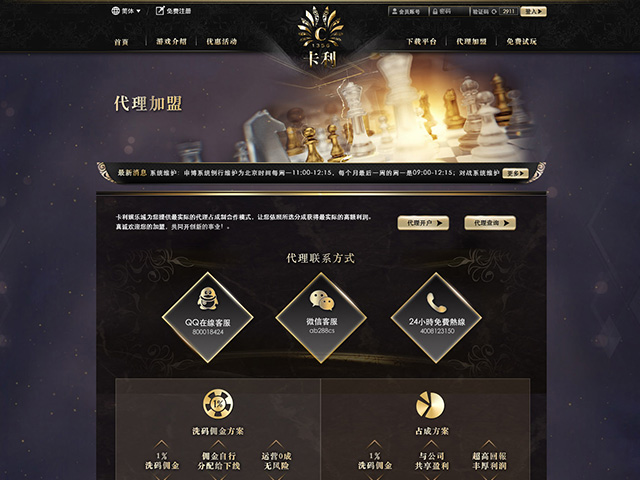 简体
免费注册
会员账号
密码
验证码
2911
登入
首页
游戏介绍
优惠活动
C
1350
卡利
下载平台
代理加盟
免费试玩
代理加盟
最新消息 系统维护：申博系统例行维护为北京时间每周一11:00-12:15，每个月最后一周的周一是09:00-12:15；对战系统维护
更多
卡利娱乐城为您提供最实际的代理占成制合作模式，让您依照所选分成获得最实际的高额利润。
真诚欢迎您的加盟，共同开创新的事业！。
代理开户
代理查询
代理联系方式
QQ在線客服
800018424
微信客服
ab288cs
24小時免費熱線
4008123150
1%
洗码佣金方案
占成方案
1%
洗码佣金
佣金自行
分配给下线
运营0成
无风险
1%
洗码佣金
与公司
共享盈利
超高回報
丰厚利润